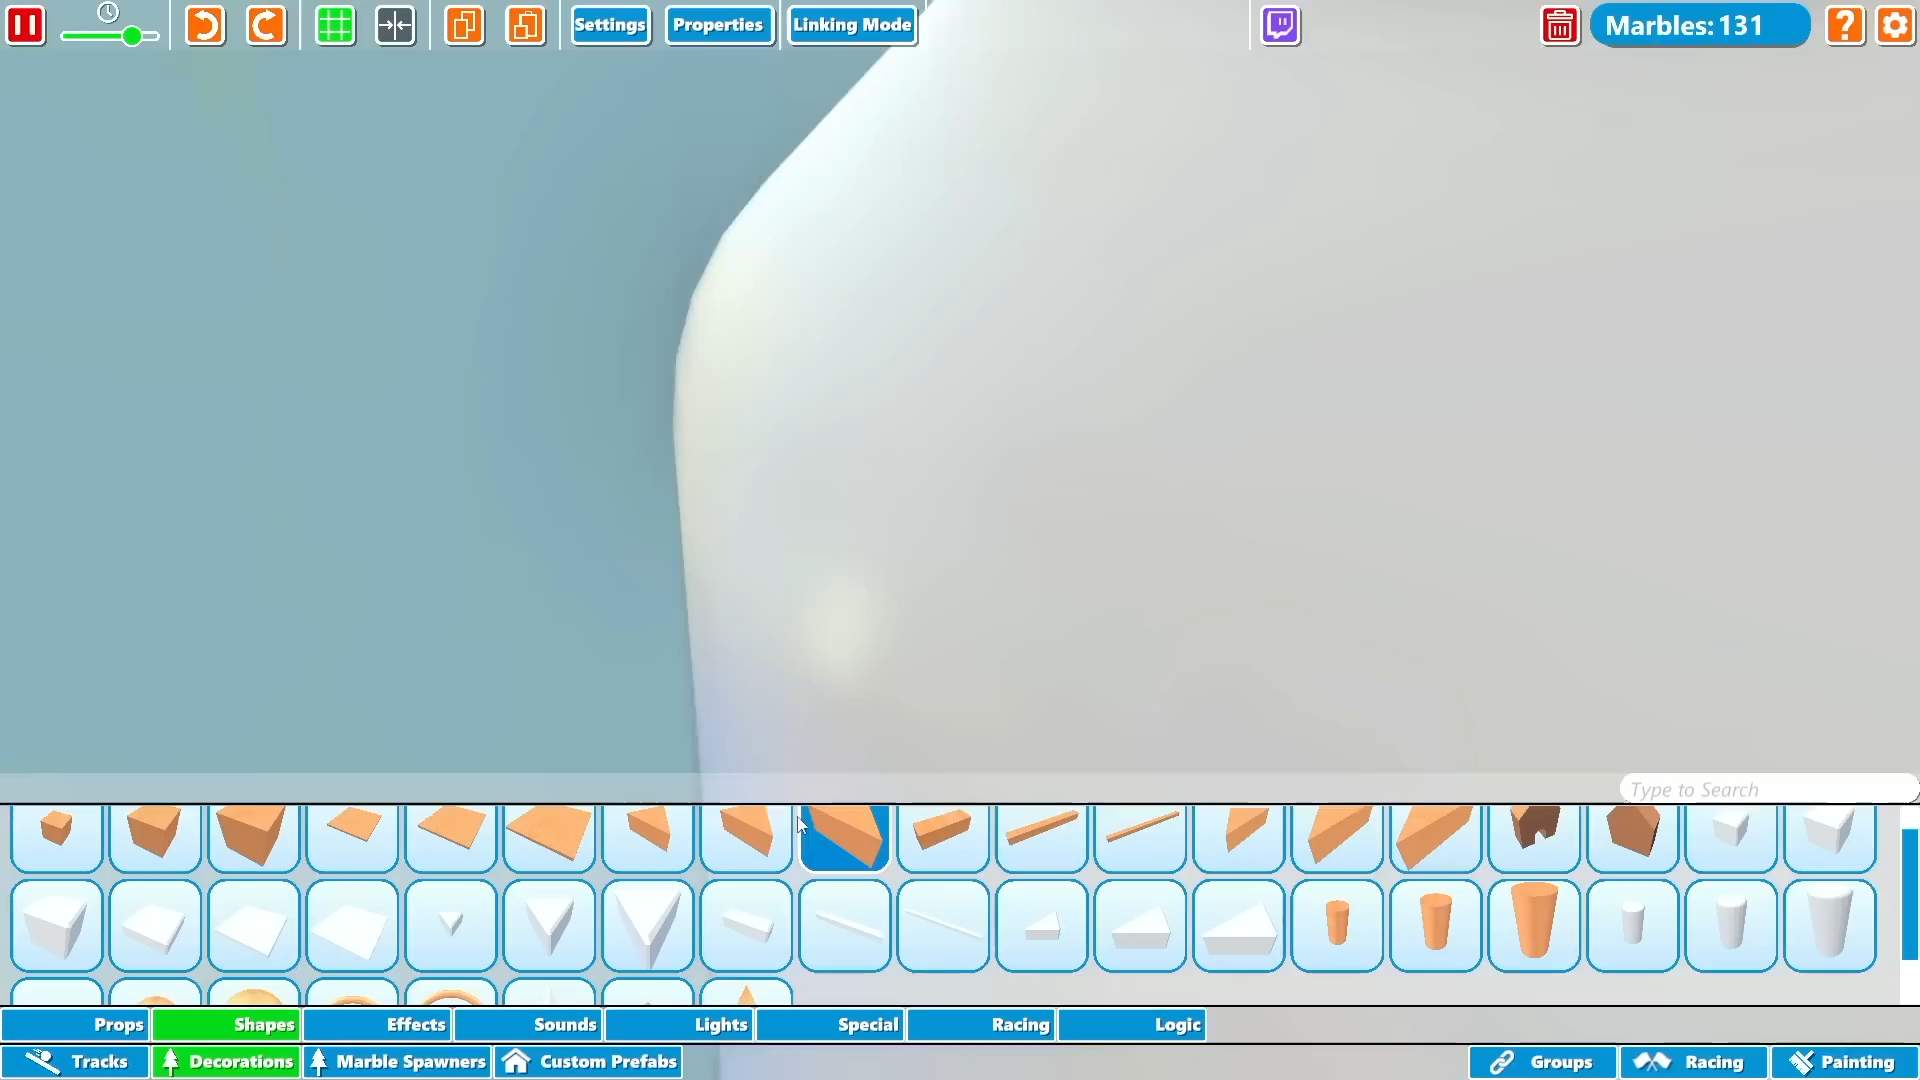 Settings Properties Linking Mode Marbles: 131 ?
Type to Search
Props Shapes Effects Sounds Lights Special Racing Logic
Tracks Decorations Marble Spawners Custom Prefabs Groups Racing Painting